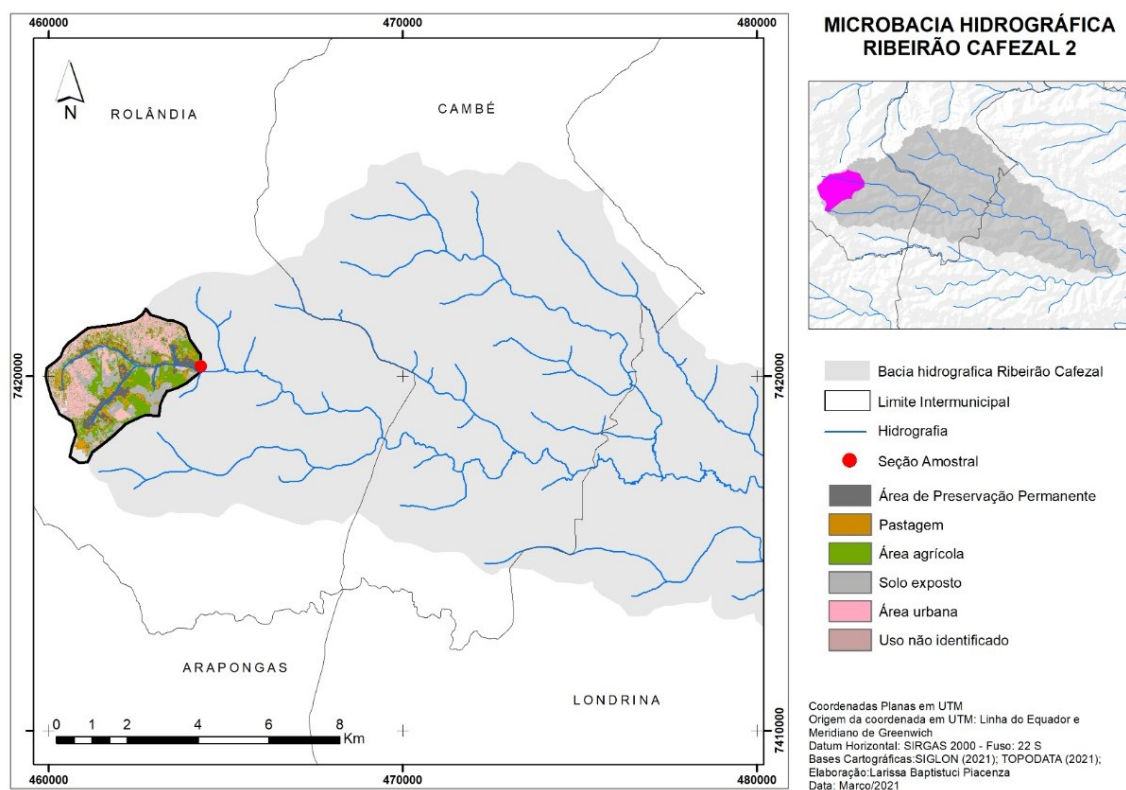 460000
470000
480000
N
ROLÂNDIA
CAMBÉ
7420000
7420000
ARAPONGAS
LONDRINA
0 1 2 4 6 8
Km
7410000
7410000
460000
470000
480000
MICROBACIA HIDROGRÁFICA
RIBEIRÃO CAFEZAL 2
Bacia hidrografica Ribeirão Cafezal
Limite Intermunicipal
Hidrografia
Seção Amostral
Área de Preservação Permanente
Pastagem
Área agrícola
Solo exposto
Área urbana
Uso não identificado
Coordenadas Planas em UTM
Origem da coordenada em UTM: Linha do Equador e
Meridiano de Greenwich
Datum Horizontal: SIRGAS 2000 - Fuso: 22 S
Bases Cartográficas:SIGLON (2021); TOPODATA (2021);
Elaboração:Larissa Baptistuci Piacenza
Data: Março/2021